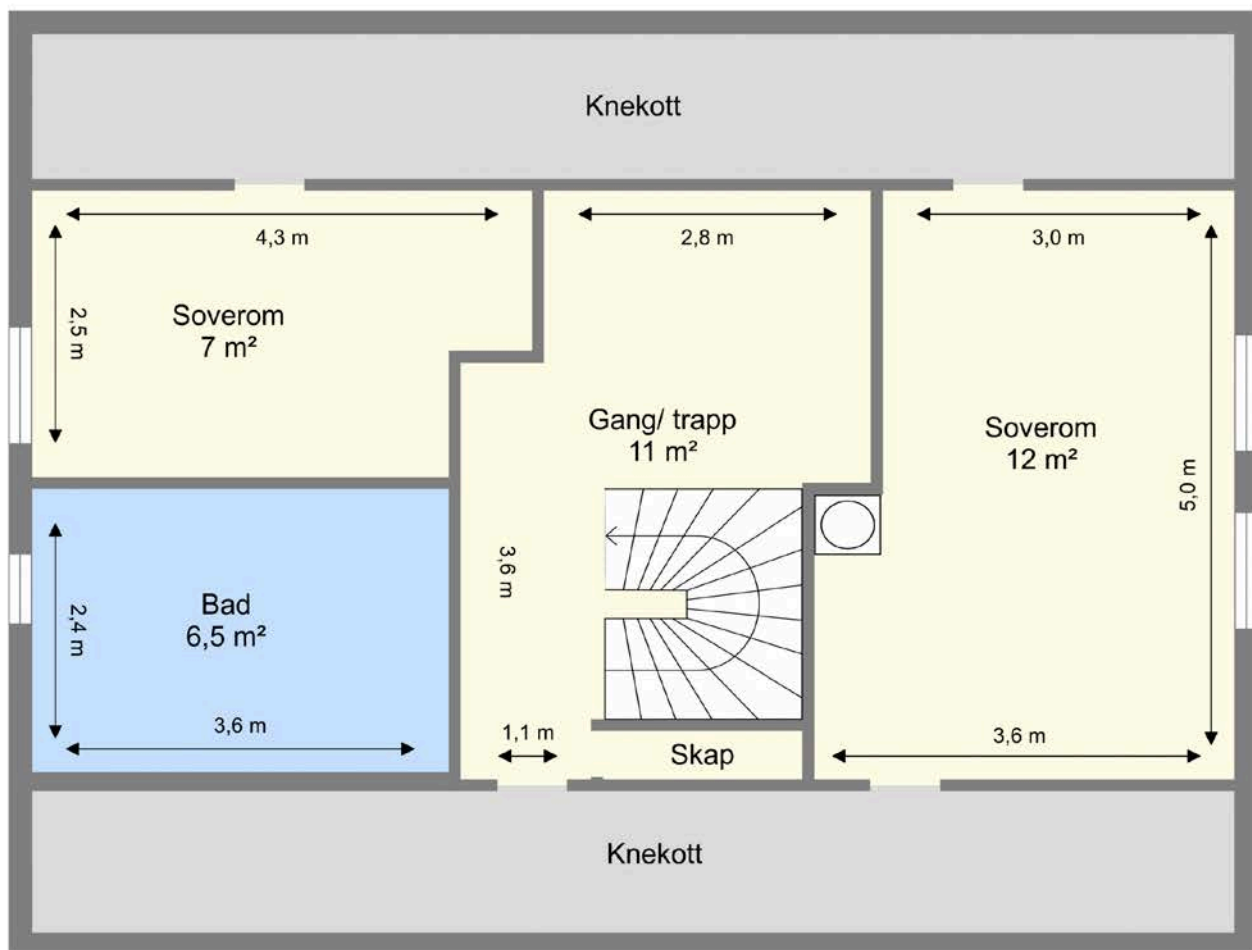 Knekott
4,3 m
2,8 m
3,0 m
2,5 m
Soverom
7 m²
Gang/ trapp
11 m²
Soverom
12 m²
5,0 m
3,6 m
Bad
6,5 m²
2,4 m
3,6 m
1,1 m
Skap
3,6 m
Knekott